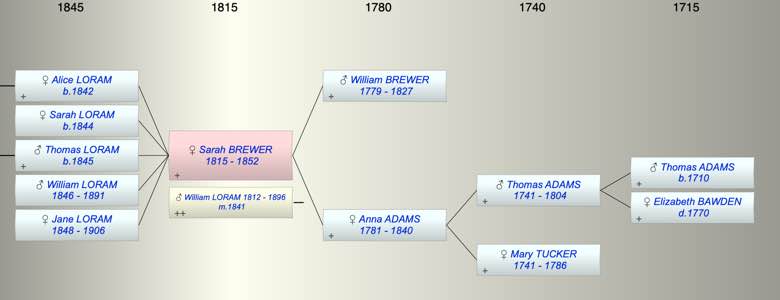 1845
1815
1780
1740
1715
♀ Alice LORAM
b.1842
+
♀ Sarah LORAM
b.1844
♂ Thomas LORAM
b.1845
+
♂ William LORAM
1846 - 1891
♀ Jane LORAM
1848 - 1906
♀ Sarah BREWER
1815 - 1852
+
♂ William LORAM 1812 - 1896
m.1841
++
♂ William BREWER
1779 - 1827
+
♀ Anna ADAMS
1781 - 1840
+
♂ Thomas ADAMS
1741 - 1804
+
♀ Mary TUCKER
1741 - 1786
+
♂ Thomas ADAMS
b.1710
+
♀ Elizabeth BAWDEN
d.1770
+